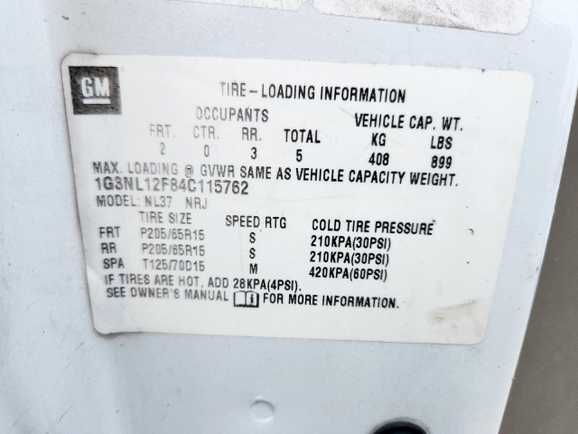 GM
TIRE-LOADING INFORMATION
OCCUPANTS VEHICLE CAP. WT.
FRT. CTR. RR. TOTAL KG LBS
2 0 3 5 408 899
MAX. LOADING @ GVWR SAME AS VEHICLE CAPACITY WEIGHT.
1G3NL12F84C115762
MODEL: NL37 NRJ
TIRE SIZE SPEED RTG COLD TIRE PRESSURE
FRT P205/65R15 S 210KPA(30PSI)
RR P205/65R15 S 210KPA(30PSI)
SPA T125/70D15 M 420KPA(60PSI)
IF TIRES ARE HOT, ADD 28KPA(4PSI).
SEE OWNER'S MANUAL FOR MORE INFORMATION.